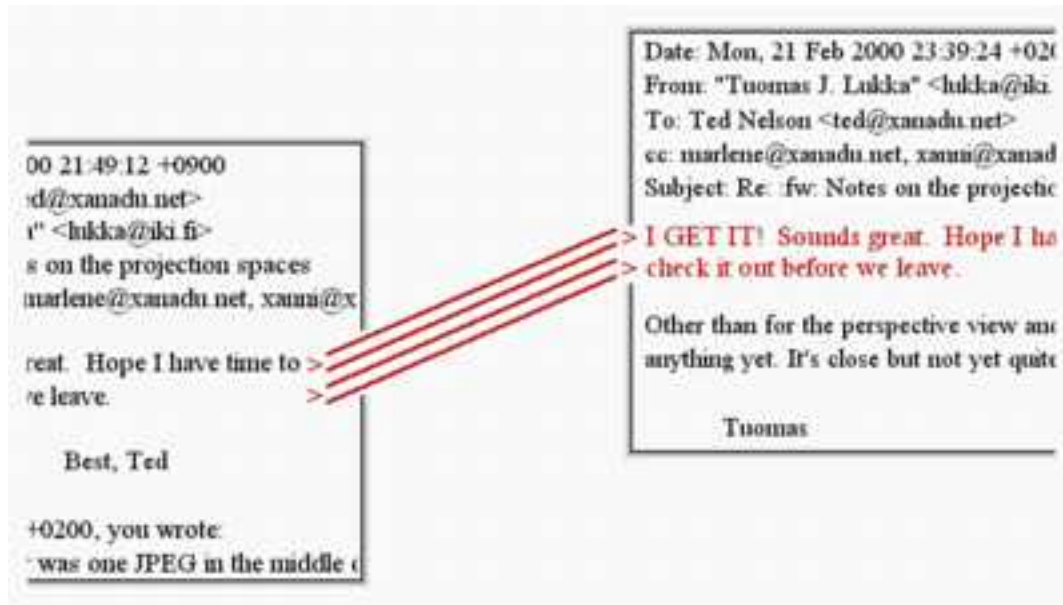 00 21:49:12 +0900
ed@xanadu.net>
" <lukka@iki.fi>
s on the projection spaces
marlene@xanadu.net, xanni@x
reat. Hope I have time to >
e leave. >
Best, Ted
+0200, you wrote:
was one JPEG in the middle
Date: Mon, 21 Feb 2000 23:39:24 +020
From: "Tuomas J. Lukka" <lukka@iki.
To: Ted Nelson <ted@xanadu.net>
cc: marlene@xanadu.net, xanni@xanad
Subject: Re: :fw: Notes on the projectio
> I GET IT! Sounds great. Hope I ha
> check it out before we leave.
Other than for the perspective view and
anything yet. It's close but not yet quite
Tuomas